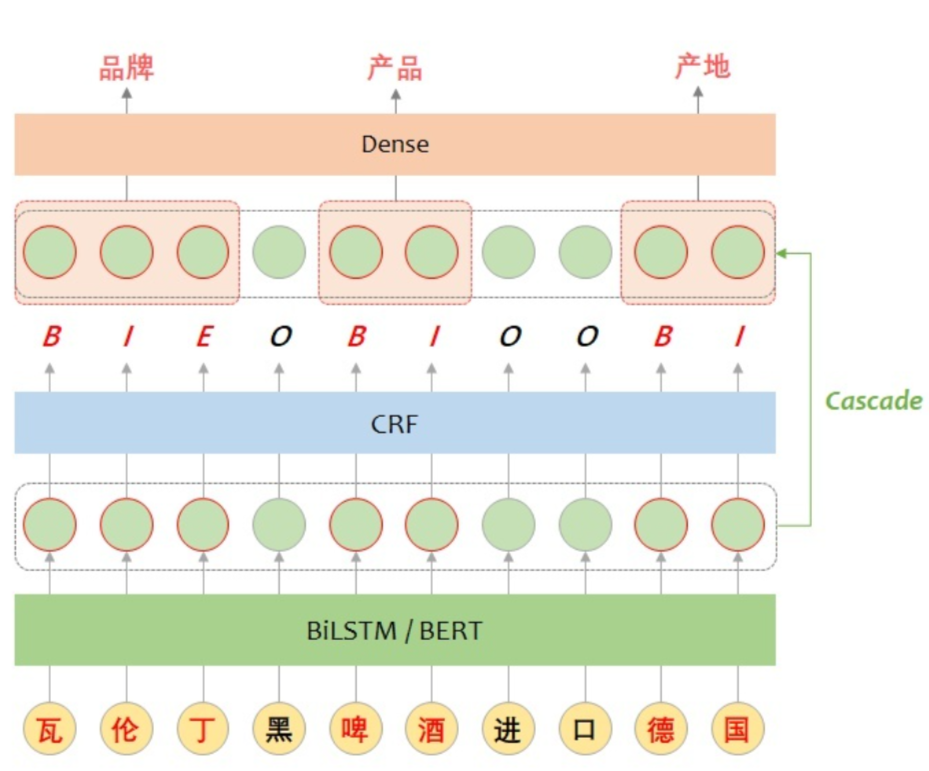 品牌 产品 产地
Dense
B I E O B I O O B I
CRF
Cascade
BiLSTM / BERT
瓦 伦 丁 黑 啤 酒 进 口 德 国